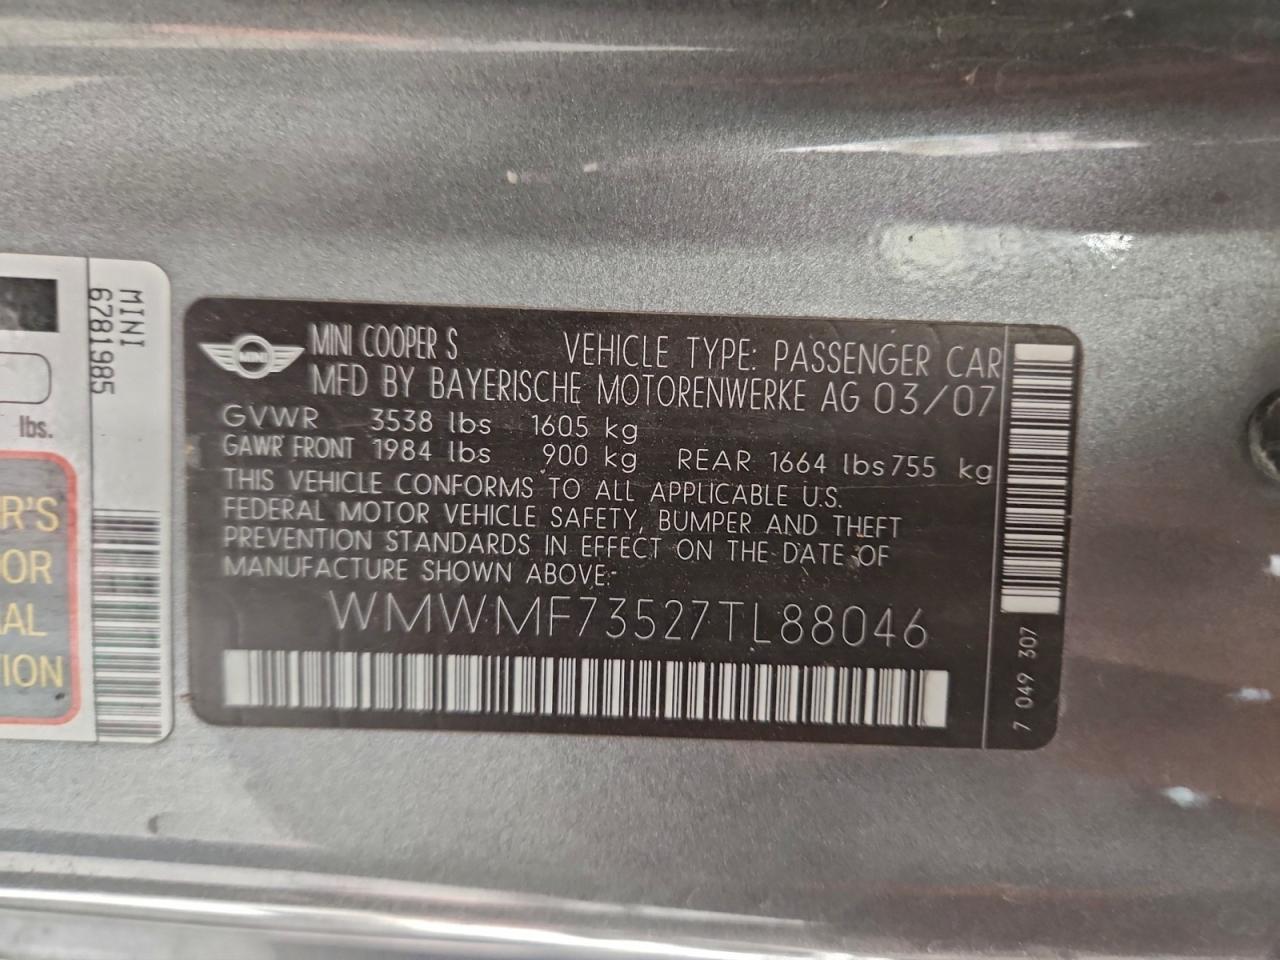 MINI
6781985
lbs.
R'S
OR
AL
TION
MINI
MINI COOPER S VEHICLE TYPE: PASSENGER CAR
MFD BY BAYERISCHE MOTORENWERKE AG 03/07
GVWR 3538 lbs 1605 kg
GAWR FRONT 1984 lbs 900 kg REAR 1664 lbs 755 kg
THIS VEHICLE CONFORMS TO ALL APPLICABLE U.S.
FEDERAL MOTOR VEHICLE SAFETY, BUMPER AND THEFT
PREVENTION STANDARDS IN EFFECT ON THE DATE OF
MANUFACTURE SHOWN ABOVE:
WMWMF73527TL88046
7 049 307